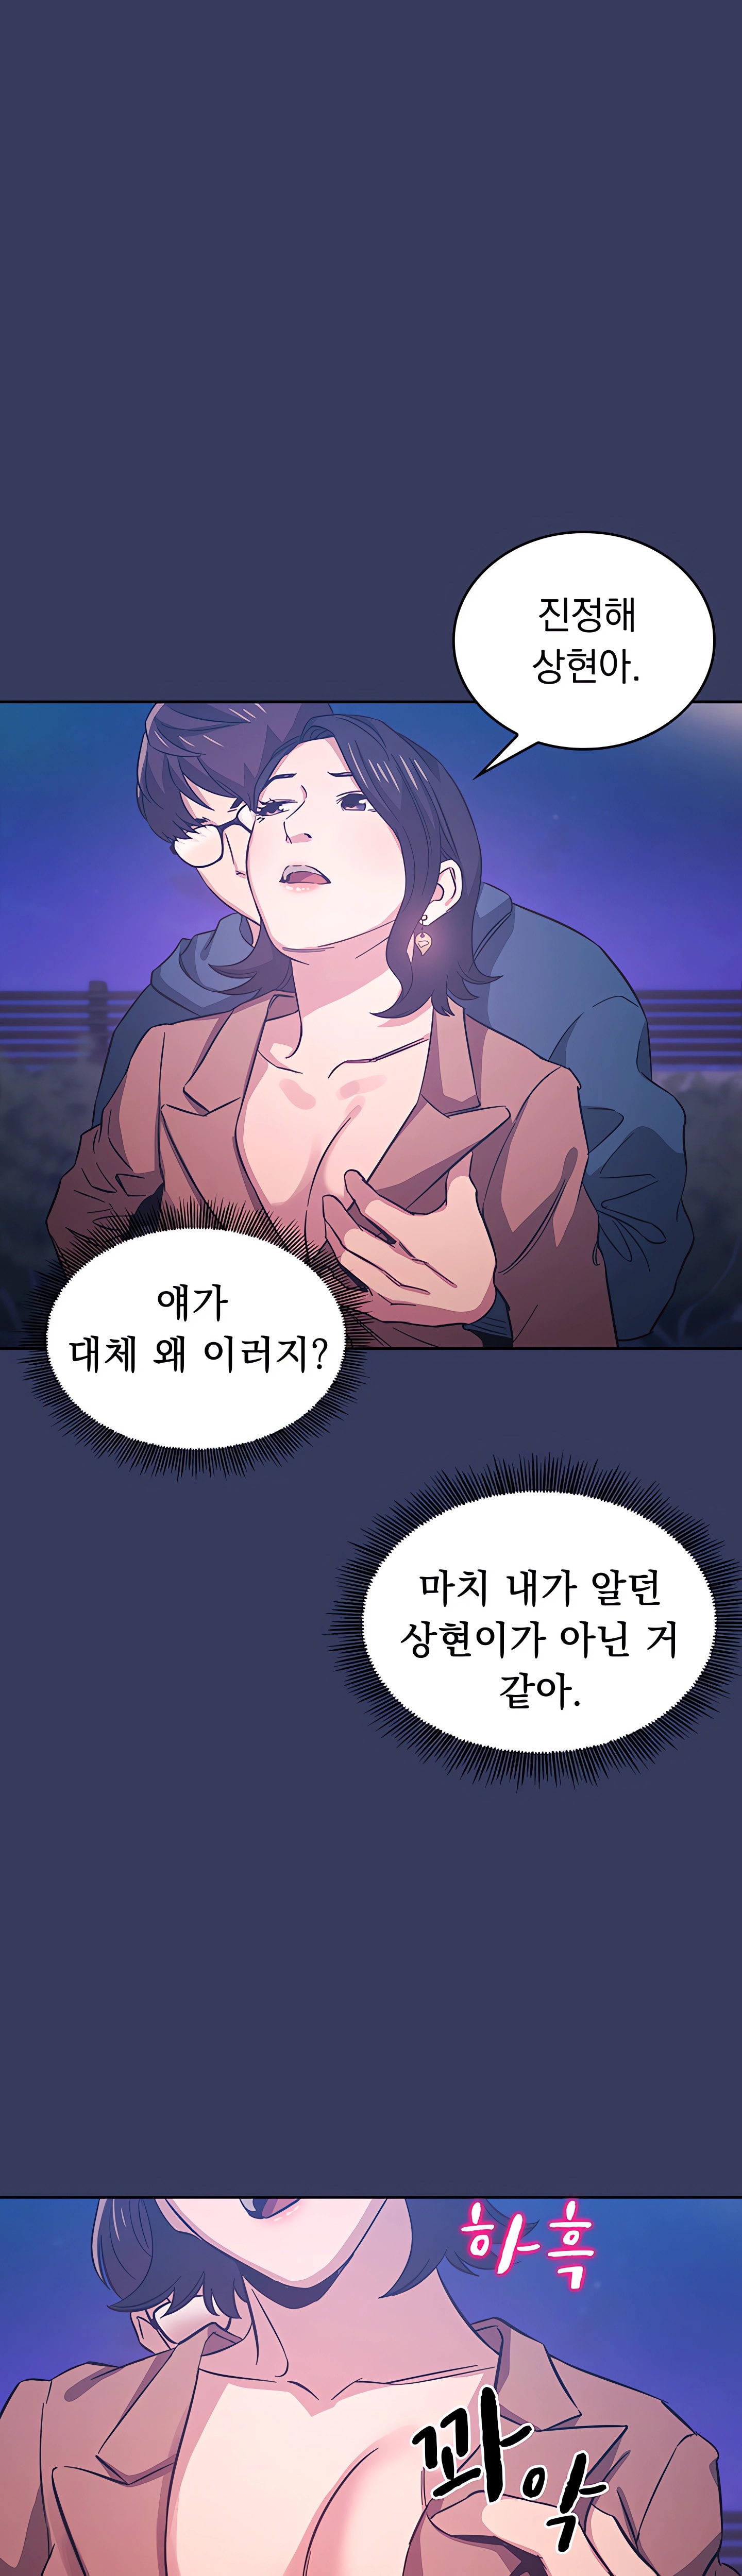 진정해
상현아.
얘가
대체 왜 이러지?
마치 내가 알던
상현이가 아닌 거
같아.
하흑
꽈악